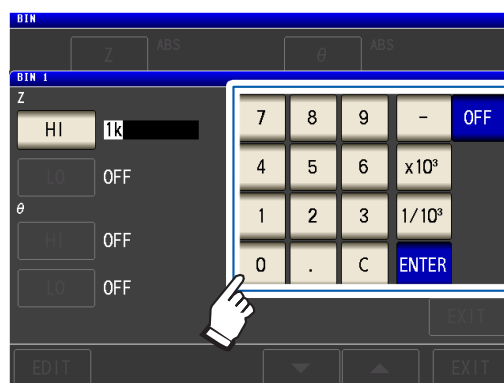 BIN
Z ABS θ ABS
BIN 1
Z
HI 1k
LO OFF
θ
HI OFF
LO OFF
7 8 9 - OFF
4 5 6 x10³
1 2 3 1/10³
0 . C ENTER
EXIT
EDIT ▼ ▲ EXIT